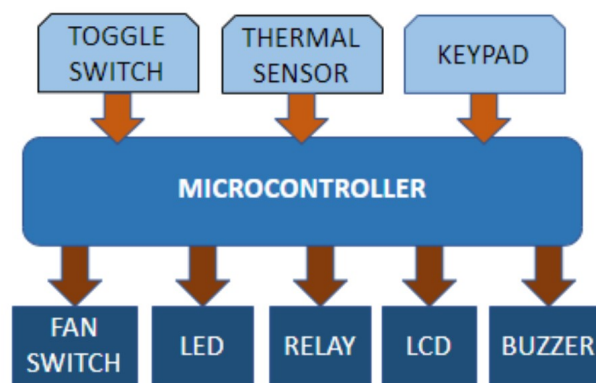 TOGGLE
SWITCH
THERMAL
SENSOR
KEYPAD
MICROCONTROLLER
FAN
SWITCH
LED
RELAY
LCD
BUZZER